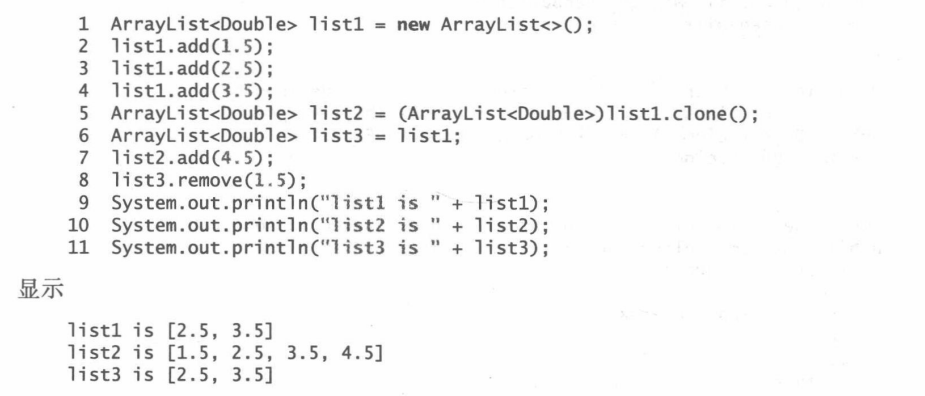 1 ArrayList<Double> list1 = new ArrayList<>();
2 list1.add(1.5);
3 list1.add(2.5);
4 list1.add(3.5);
5 ArrayList<Double> list2 = (ArrayList<Double>)list1.clone();
6 ArrayList<Double> list3 = list1;
7 list2.add(4.5);
8 list3.remove(1.5);
9 System.out.println("list1 is " + list1);
10 System.out.println("list2 is " + list2);
11 System.out.println("list3 is " + list3);
显示
list1 is [2.5, 3.5]
list2 is [1.5, 2.5, 3.5, 4.5]
list3 is [2.5, 3.5]